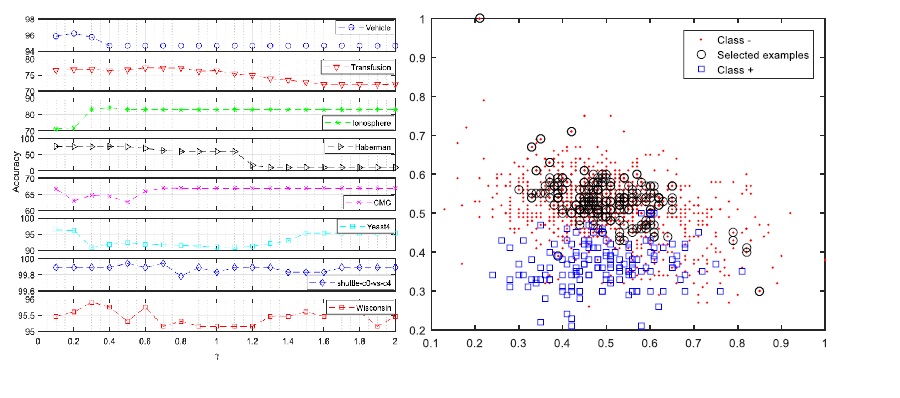 98
96
94
Vehicle
80
75
70
Transfusion
90
80
70
Ionosphere
100
50
0
Haberman
70
65
60
CMC
100
95
90
Yeast4
100
99.8
99.6
shuttle-c0-vs-c4
96
95.5
95
Wisconsin
0 0.2 0.4 0.6 0.8 1 1.2 1.4 1.6 1.8 2
Accuracy
1
0.9
0.8
0.7
0.6
0.5
0.4
0.3
0.2
0.1 0.2 0.3 0.4 0.5 0.6 0.7 0.8 0.9 1
Class -
Selected examples
Class +